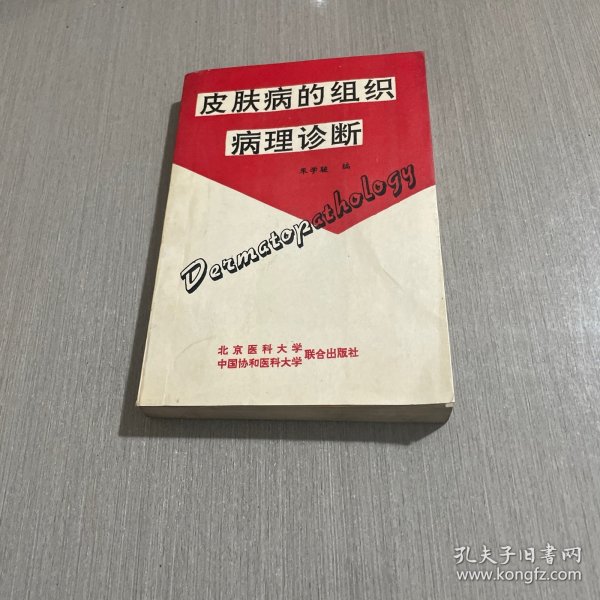 皮肤病的组织
病理诊断
朱学骏 编
Dermatopathology
北京医科大学
中国协和医科大学
联合出版社
孔夫子旧书网
www.kongfz.com